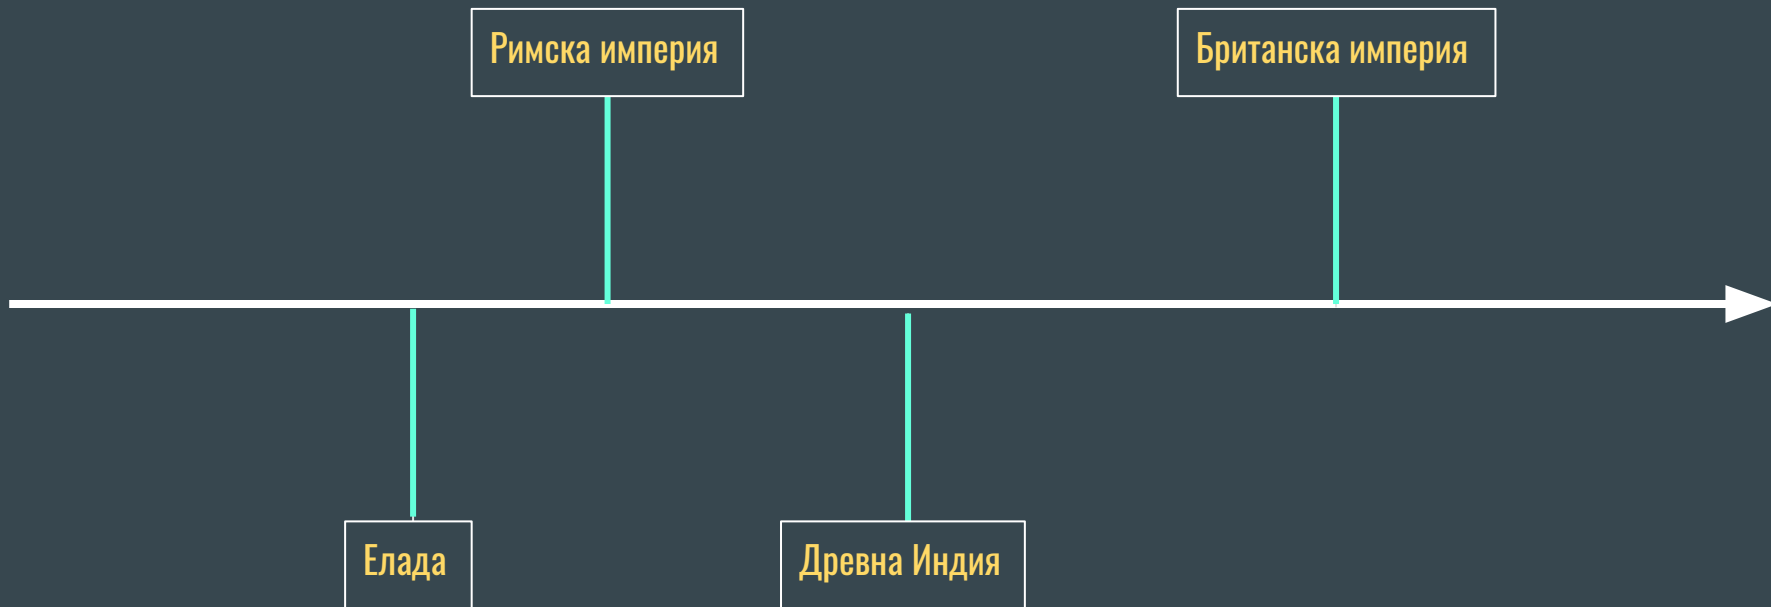 Римска империя
Британска империя
Елада
Древна Индия